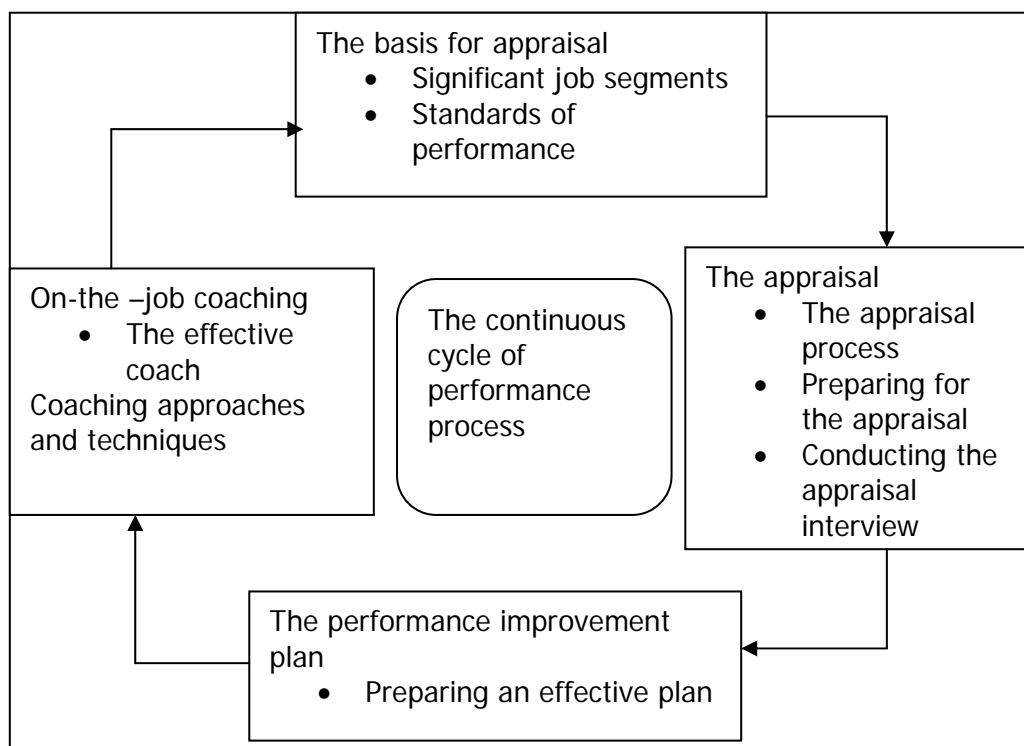 The basis for appraisal
• Significant job segments
• Standards of
performance
On-the –job coaching
• The effective
coach
Coaching approaches
and techniques
The continuous
cycle of
performance
process
The appraisal
• The appraisal
process
• Preparing for
the appraisal
• Conducting the
appraisal
interview
The performance improvement
plan
• Preparing an effective plan